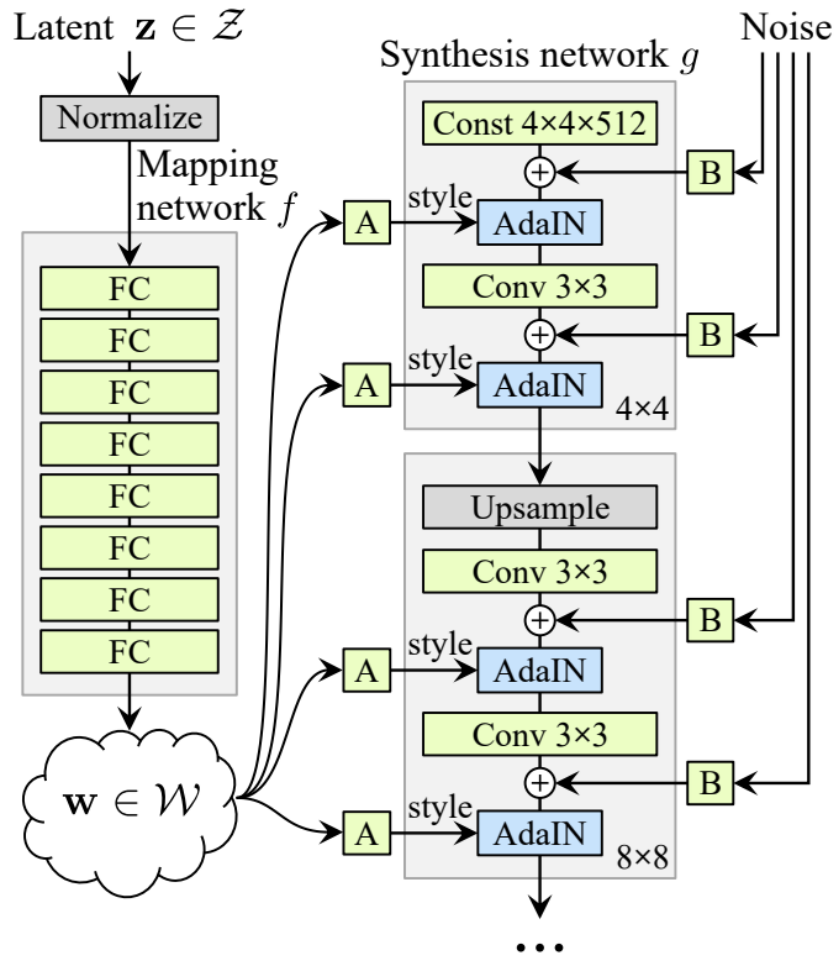 Latent z ∈ 𝒵
Normalize
Mapping
network f
FC
FC
FC
FC
FC
FC
FC
FC
w ∈ 𝒲
Synthesis network g
Noise
Const 4×4×512
B
A
style
AdaIN
Conv 3×3
B
A
style
AdaIN
4×4
Upsample
Conv 3×3
B
A
style
AdaIN
Conv 3×3
B
A
style
AdaIN
8×8
...